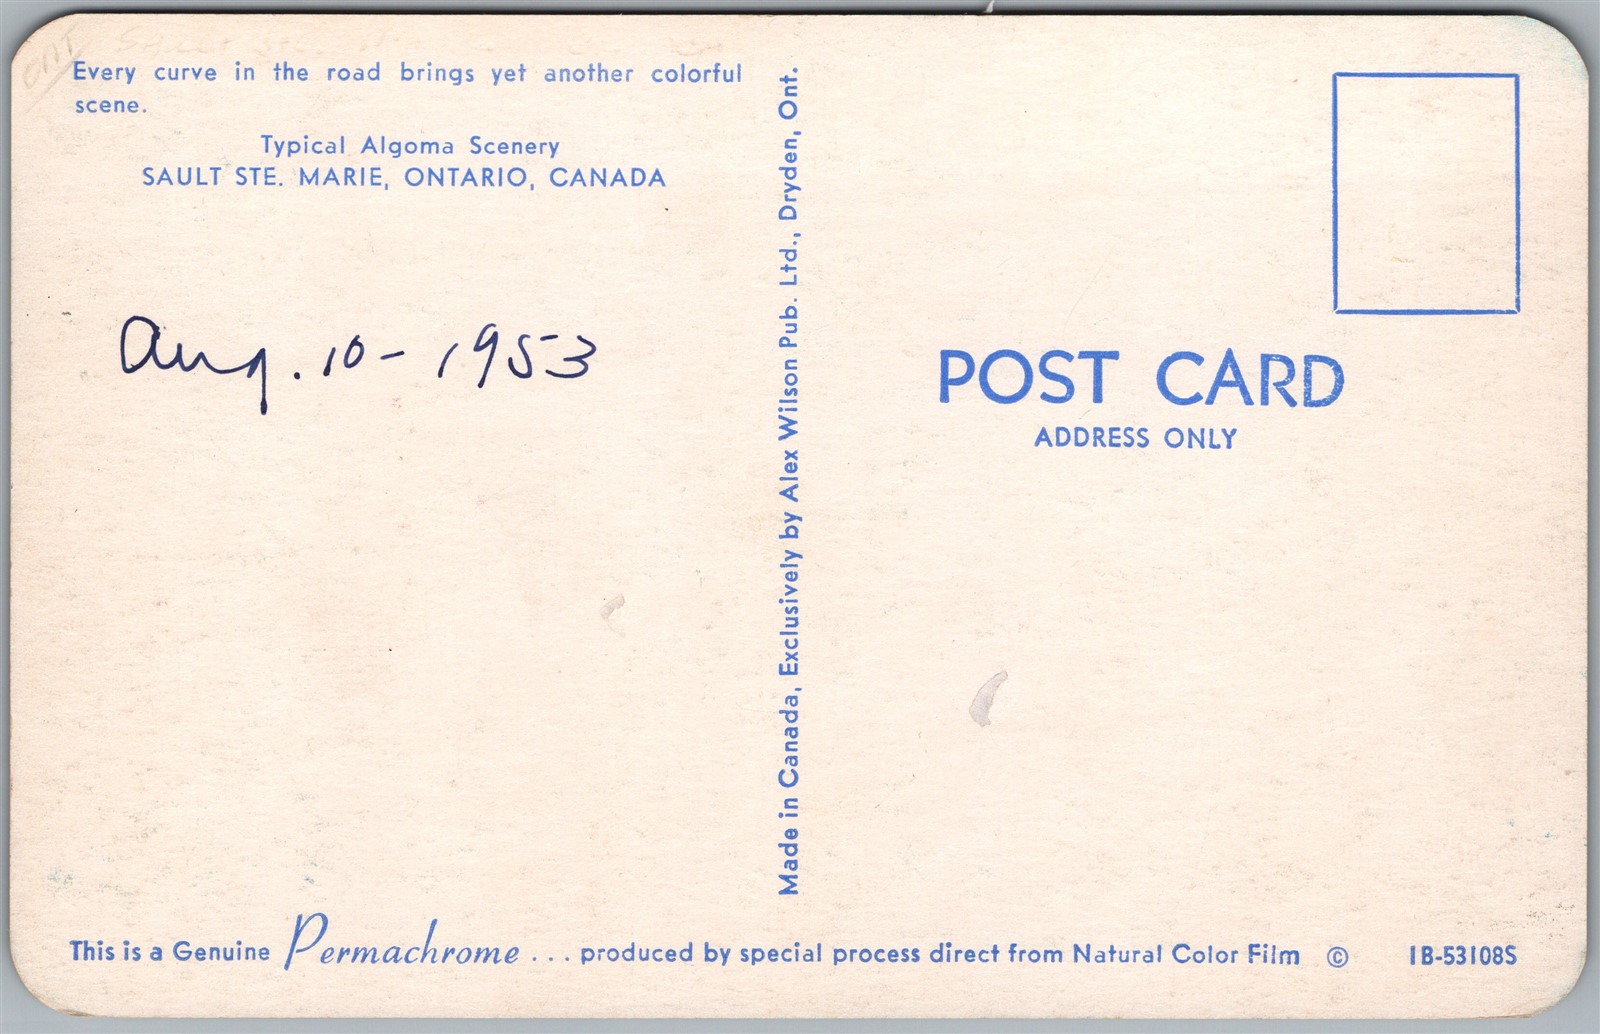 ONT
Every curve in the road brings yet another colorful
scene.
Typical Algoma Scenery
SAULT STE. MARIE, ONTARIO, CANADA
Aug. 10 - 1953
Made in Canada, Exclusively by Alex Wilson Pub. Ltd., Dryden, Ont.
POST CARD
ADDRESS ONLY
This is a Genuine Permachrome ... produced by special process direct from Natural Color Film © 1B-53108S